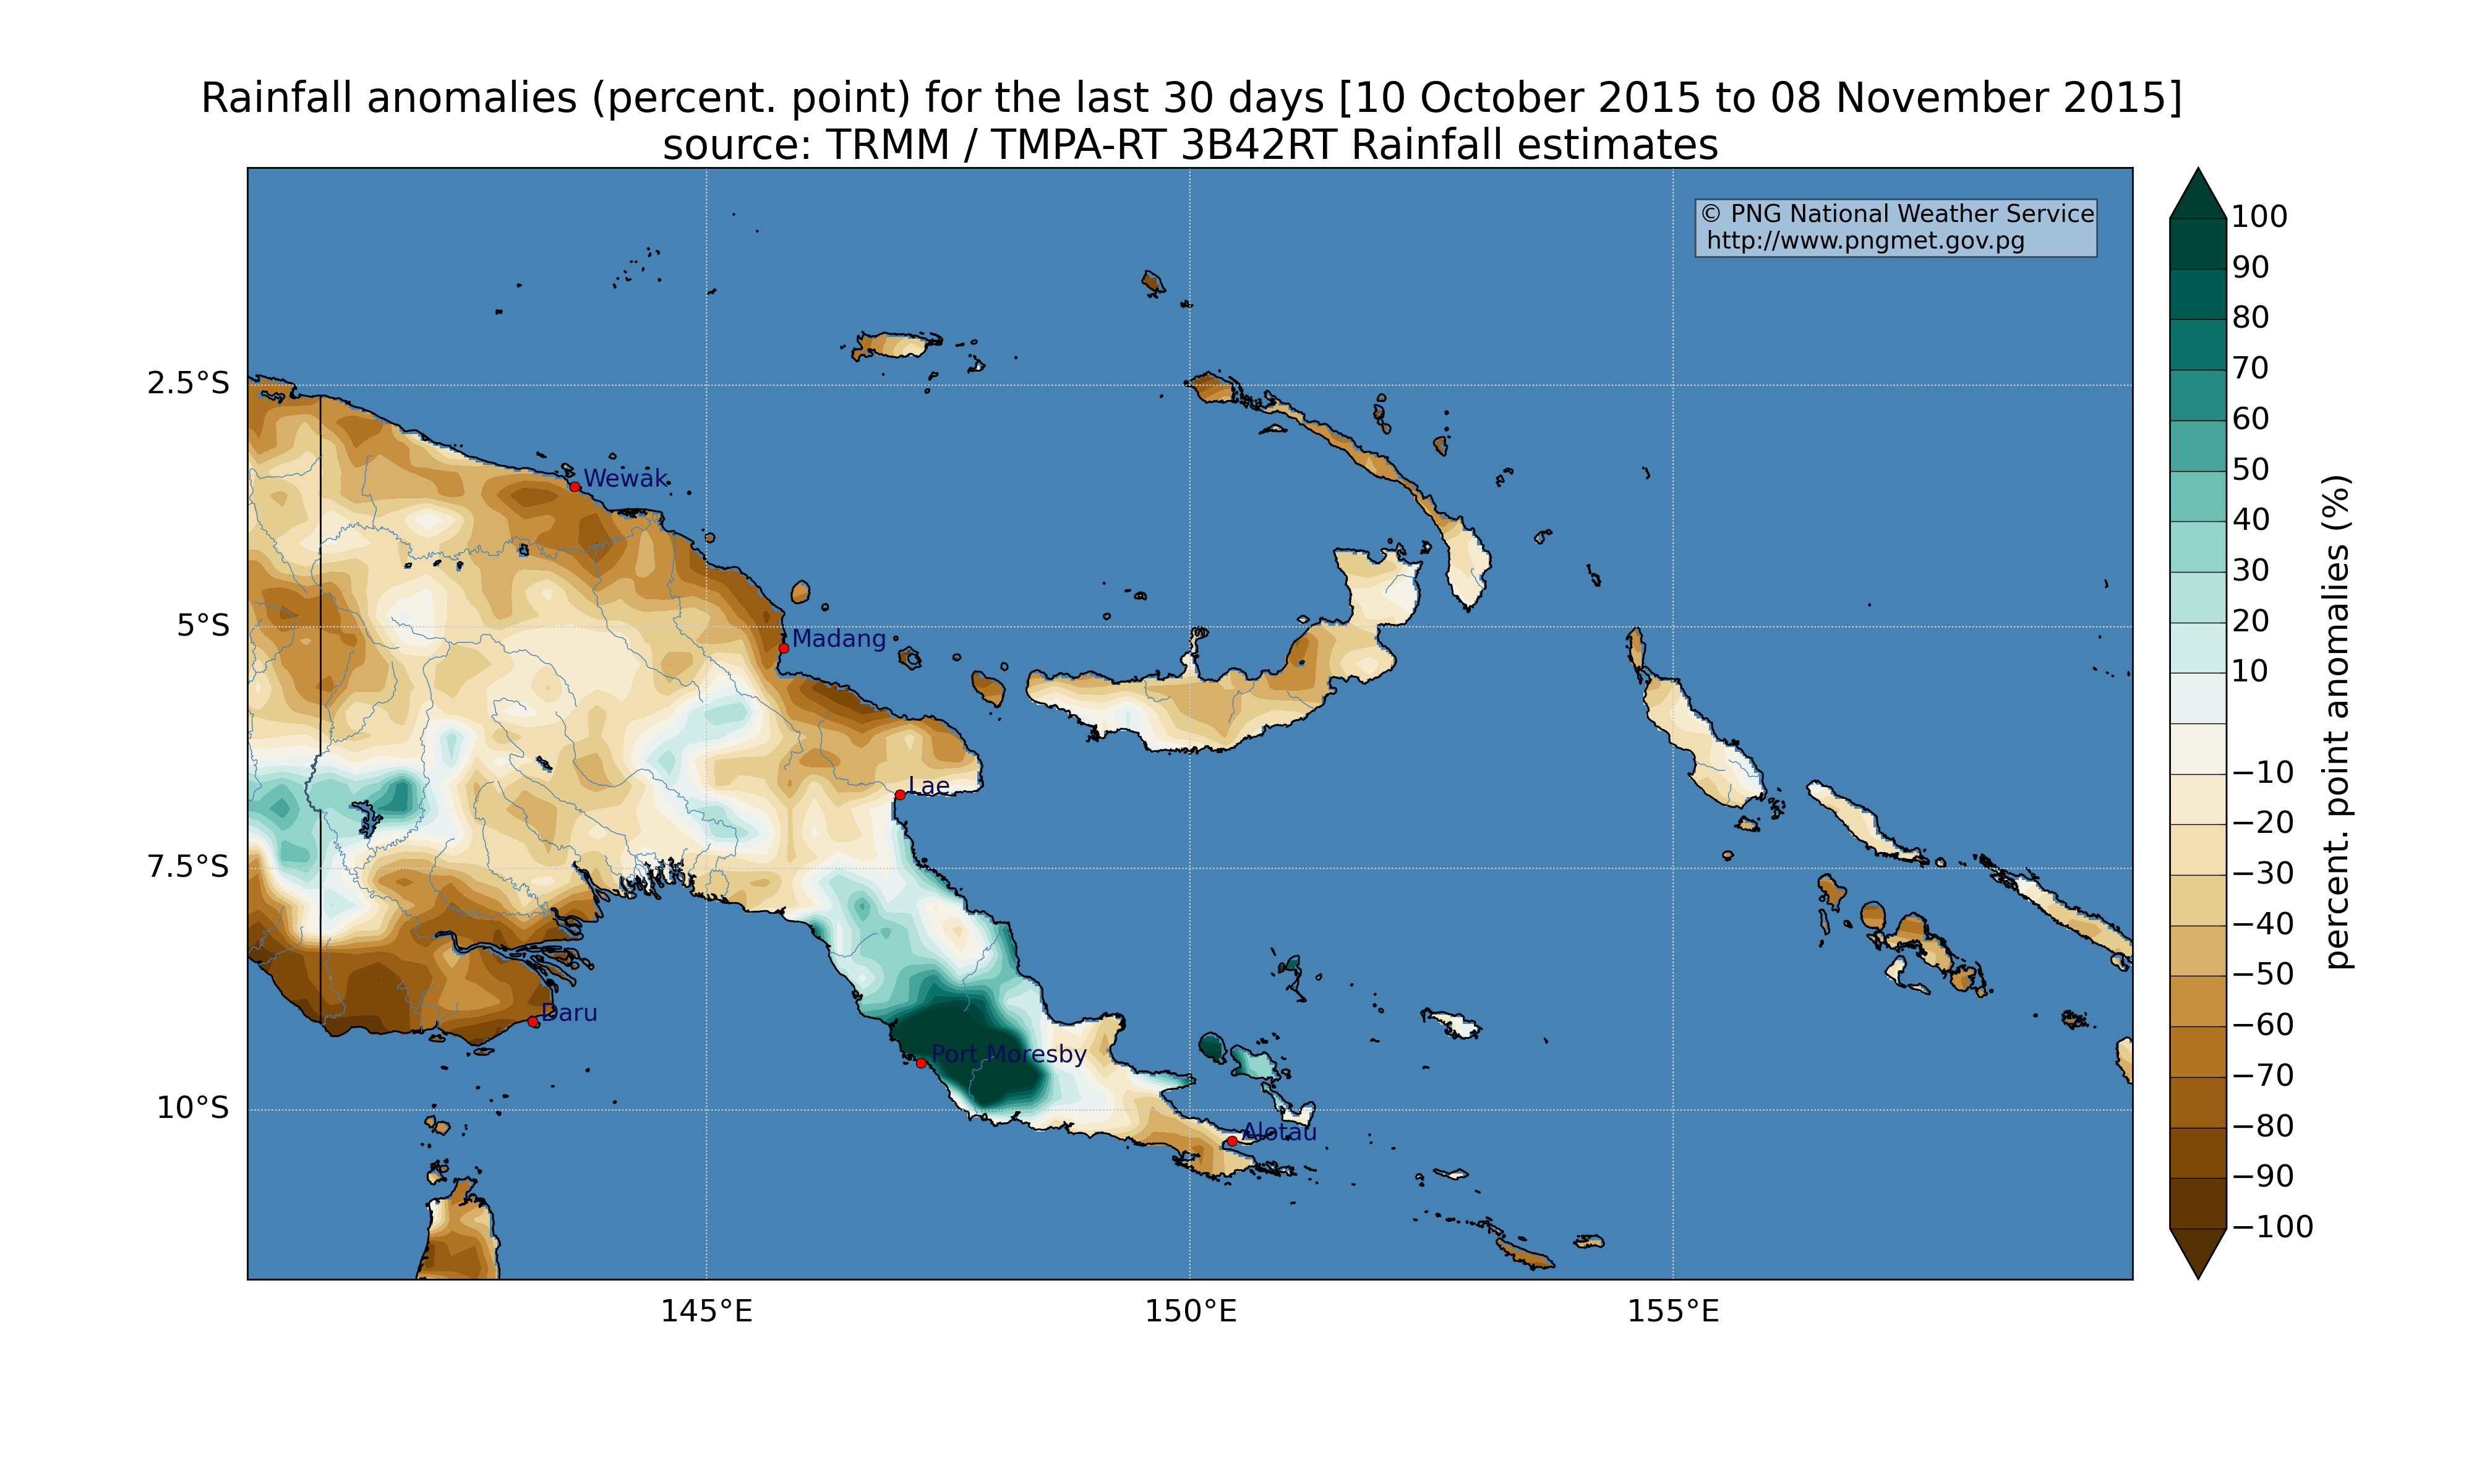 Rainfall anomalies (percent. point) for the last 30 days [10 October 2015 to 08 November 2015]
source: TRMM / TMPA-RT 3B42RT Rainfall estimates
© PNG National Weather Service
http://www.pngmet.gov.pg
2.5°S
5°S
7.5°S
10°S
Wewak
Madang
Lae
Daru
Port Moresby
Alotau
145°E
150°E
155°E
100
90
80
70
60
50
40
30
20
10
−10
−20
−30
−40
−50
−60
−70
−80
−90
−100
percent. point anomalies (%)